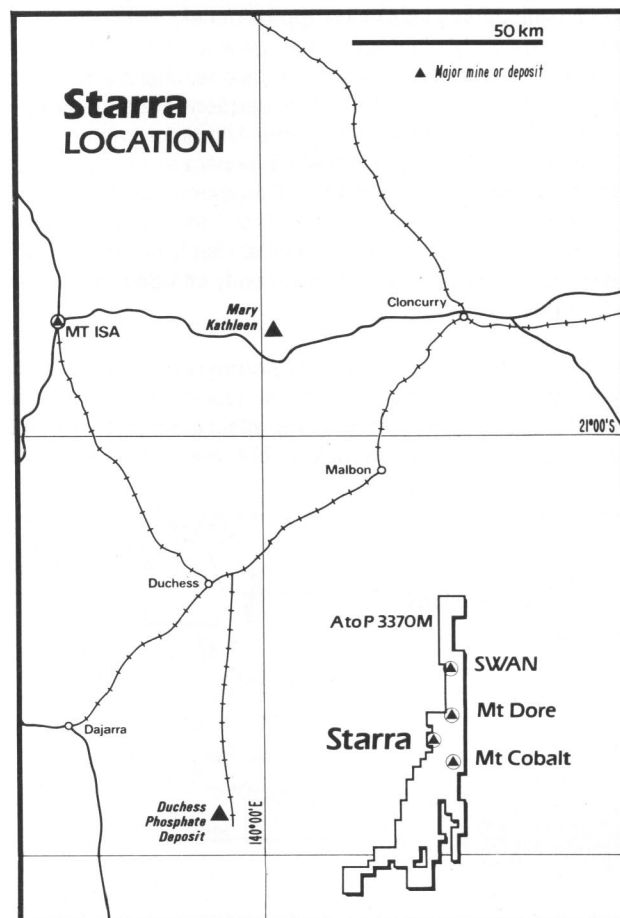 50 km
▲ Major mine or deposit
Starra
LOCATION
Mary
Kathleen
Cloncurry
MT ISA
21°00'S
Malbon
Duchess
A to P 3370M
SWAN
Mt Dore
Starra
Mt Cobalt
Dajarra
Duchess
Phosphate
Deposit
140°00'E